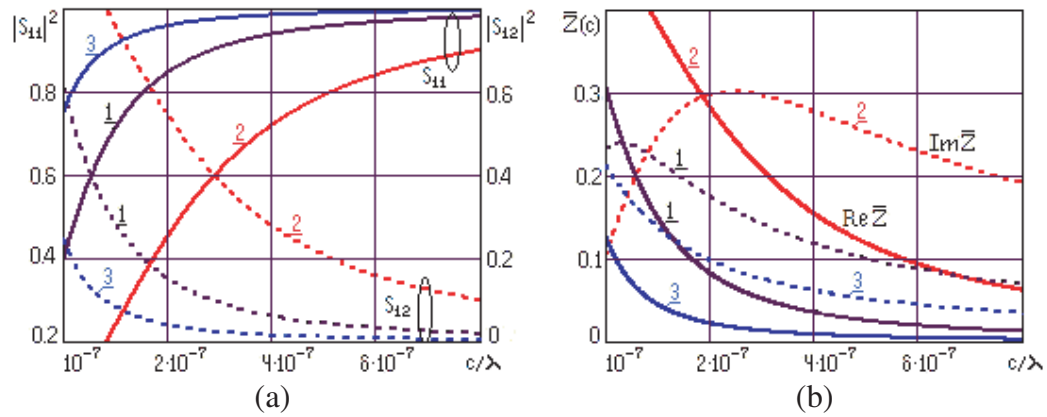 |S₁₁|² |S₁₂|²
0.8 0.6
0.6 0.4
0.4 0.2
0.2 0
3
1
2
S₁₁
1
2
3
S₁₂
10⁻⁷ 2·10⁻⁷ 4·10⁻⁷ 6·10⁻⁷ c/λ
(a)
Z̅(c)
0.3
0.2
0.1
0
2
2
ImZ̅
1
1
ReZ̅
3
3
10⁻⁷ 2·10⁻⁷ 4·10⁻⁷ 6·10⁻⁷ c/λ
(b)